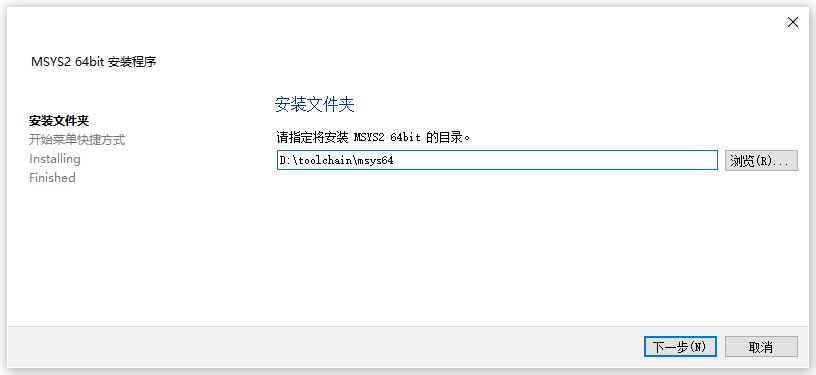 MSYS2 64bit 安装程序
安装文件夹
开始菜单快捷方式
Installing
Finished
安装文件夹
请指定将安装 MSYS2 64bit 的目录。
D:\toolchain\msys64
浏览(R)...
下一步(N)
取消